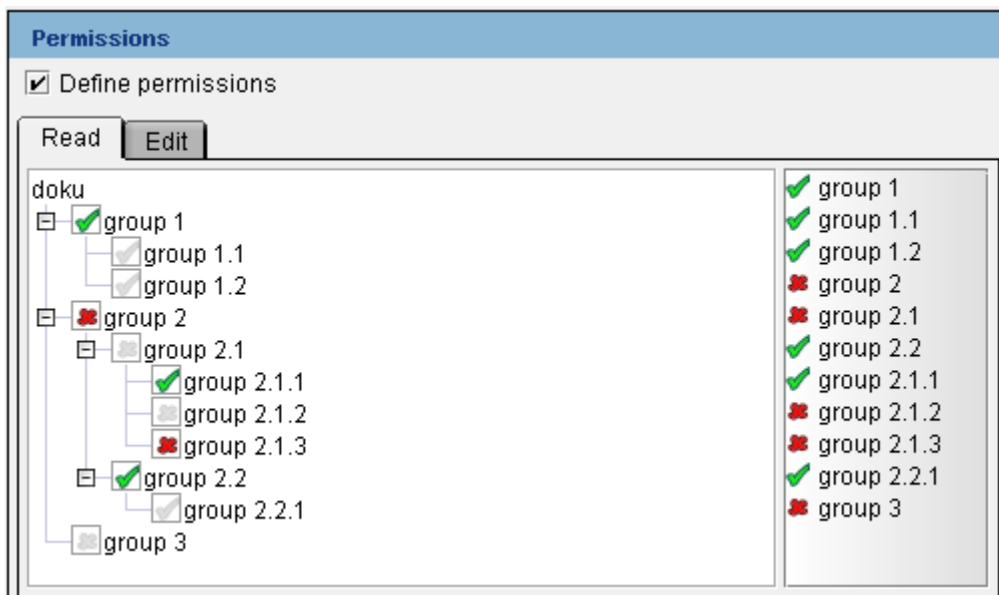 Permissions
Define permissions
Read
Edit
doku
group 1
group 1.1
group 1.2
group 2
group 2.1
group 2.1.1
group 2.1.2
group 2.1.3
group 2.2
group 2.2.1
group 3
group 1
group 1.1
group 1.2
group 2
group 2.1
group 2.2
group 2.1.1
group 2.1.2
group 2.1.3
group 2.2.1
group 3